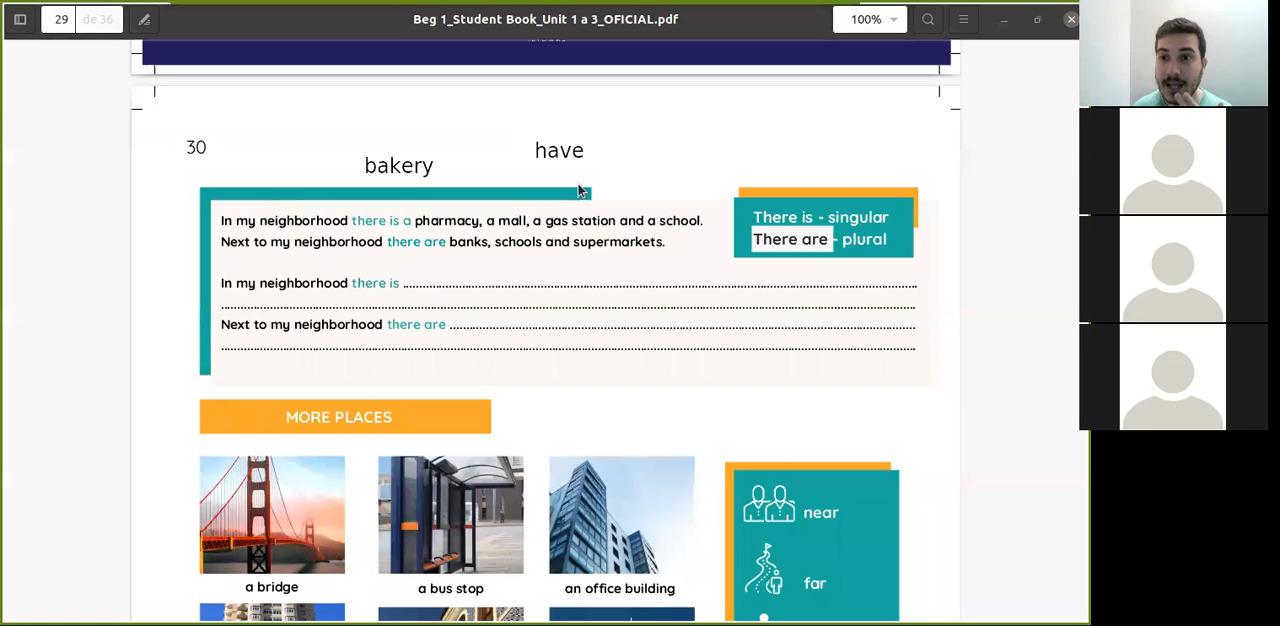 29
de 36
Beg 1_Student Book_Unit 1 a 3_OFICIAL.pdf
100%
30
bakery
have
In my neighborhood there is a pharmacy, a mall, a gas station and a school.
Next to my neighborhood there are banks, schools and supermarkets.
There is - singular
There are - plural
In my neighborhood there is
Next to my neighborhood there are
MORE PLACES
a bridge
a bus stop
an office building
near
far